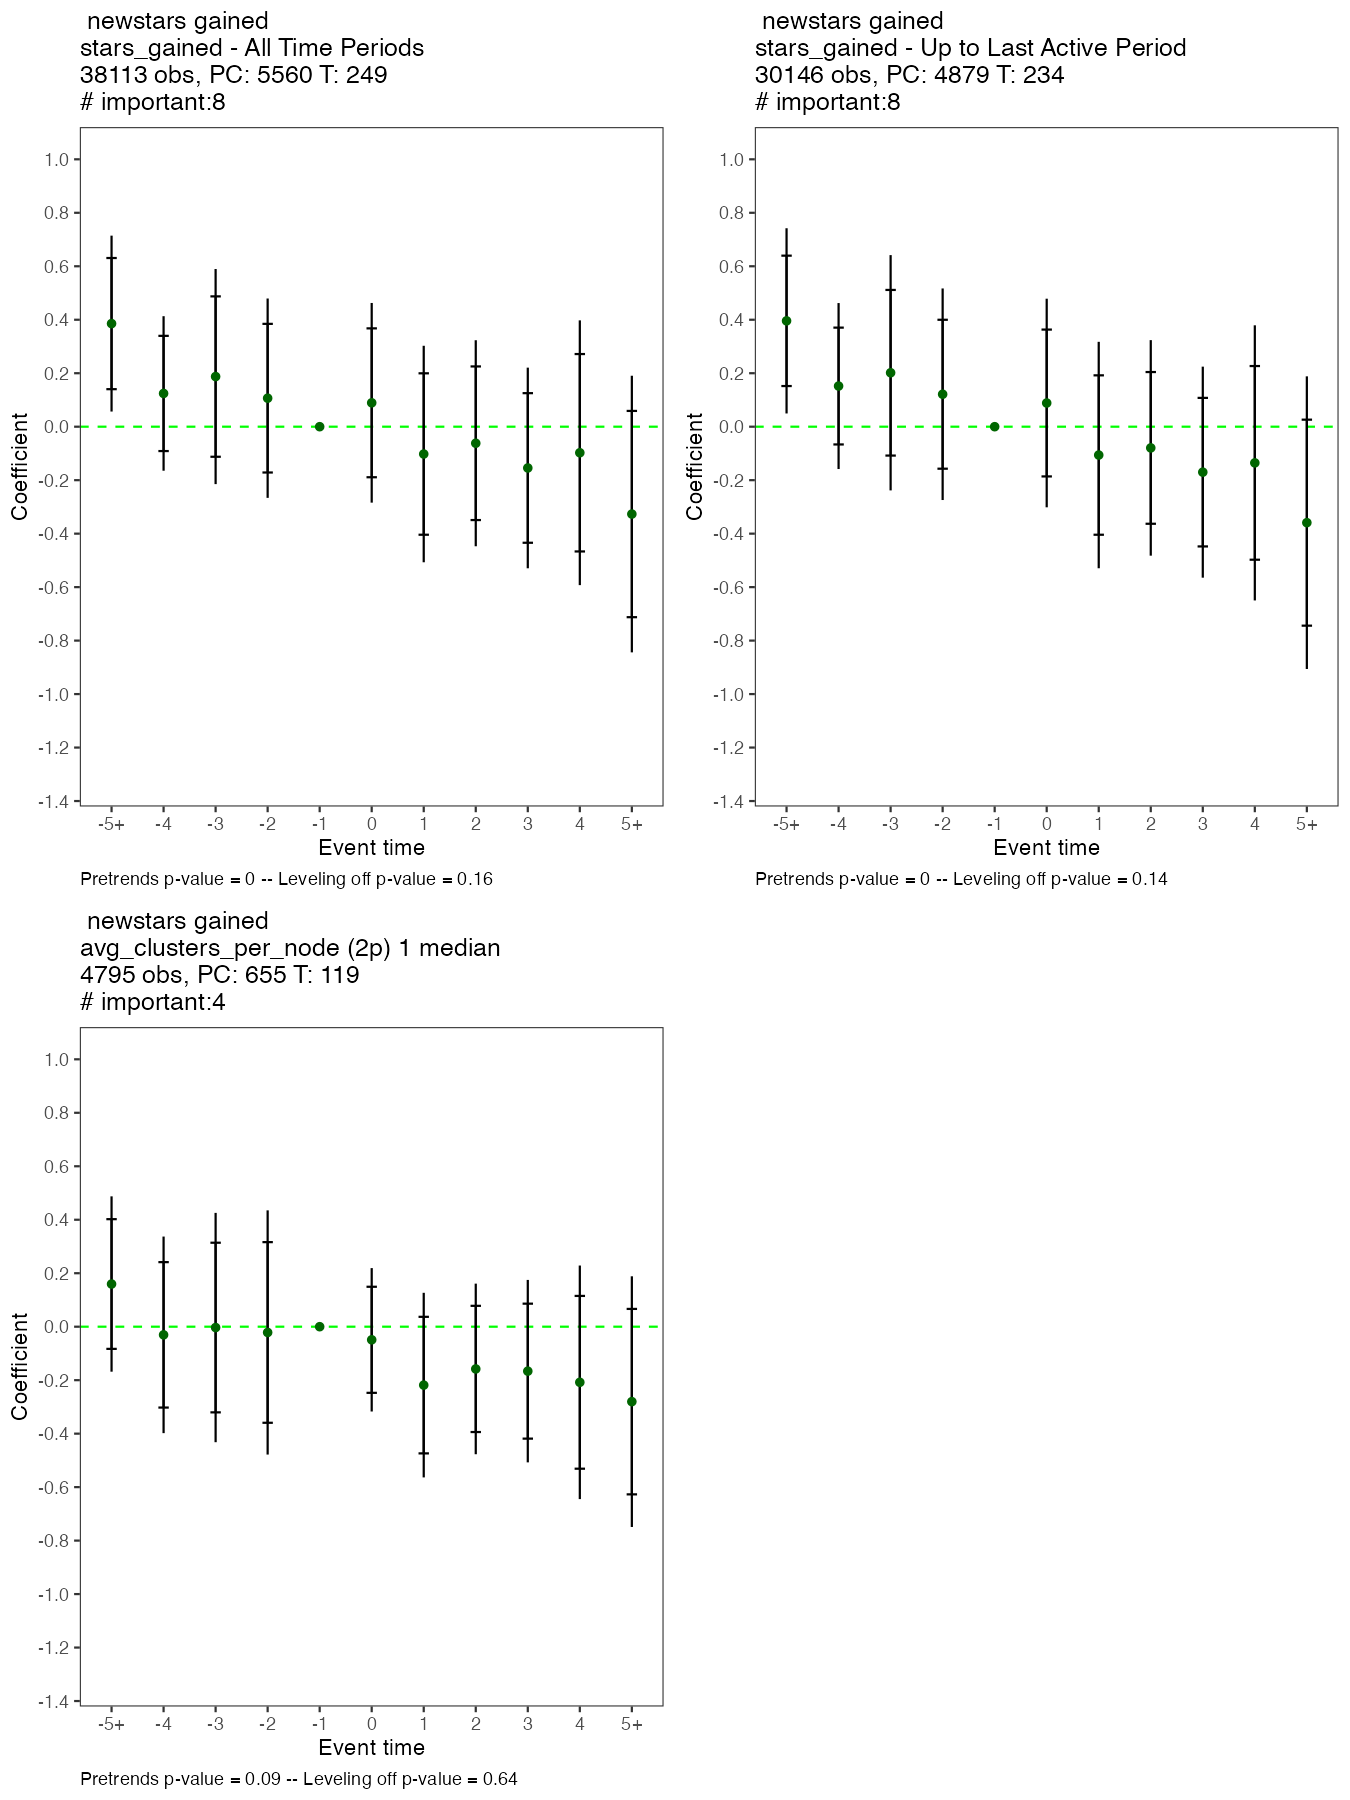 newstars gained
stars_gained - All Time Periods
38113 obs, PC: 5560 T: 249
# important:8
1.0
0.8
0.6
0.4
0.2
0.0
-0.2
-0.4
-0.6
-0.8
-1.0
-1.2
-1.4
Coefficient
-5+ -4 -3 -2 -1 0 1 2 3 4 5+
Event time
Pretrends p-value = 0 -- Leveling off p-value = 0.16
newstars gained
stars_gained - Up to Last Active Period
30146 obs, PC: 4879 T: 234
# important:8
1.0
0.8
0.6
0.4
0.2
0.0
-0.2
-0.4
-0.6
-0.8
-1.0
-1.2
-1.4
Coefficient
-5+ -4 -3 -2 -1 0 1 2 3 4 5+
Event time
Pretrends p-value = 0 -- Leveling off p-value = 0.14
newstars gained
avg_clusters_per_node (2p) 1 median
4795 obs, PC: 655 T: 119
# important:4
1.0
0.8
0.6
0.4
0.2
0.0
-0.2
-0.4
-0.6
-0.8
-1.0
-1.2
-1.4
Coefficient
-5+ -4 -3 -2 -1 0 1 2 3 4 5+
Event time
Pretrends p-value = 0.09 -- Leveling off p-value = 0.64